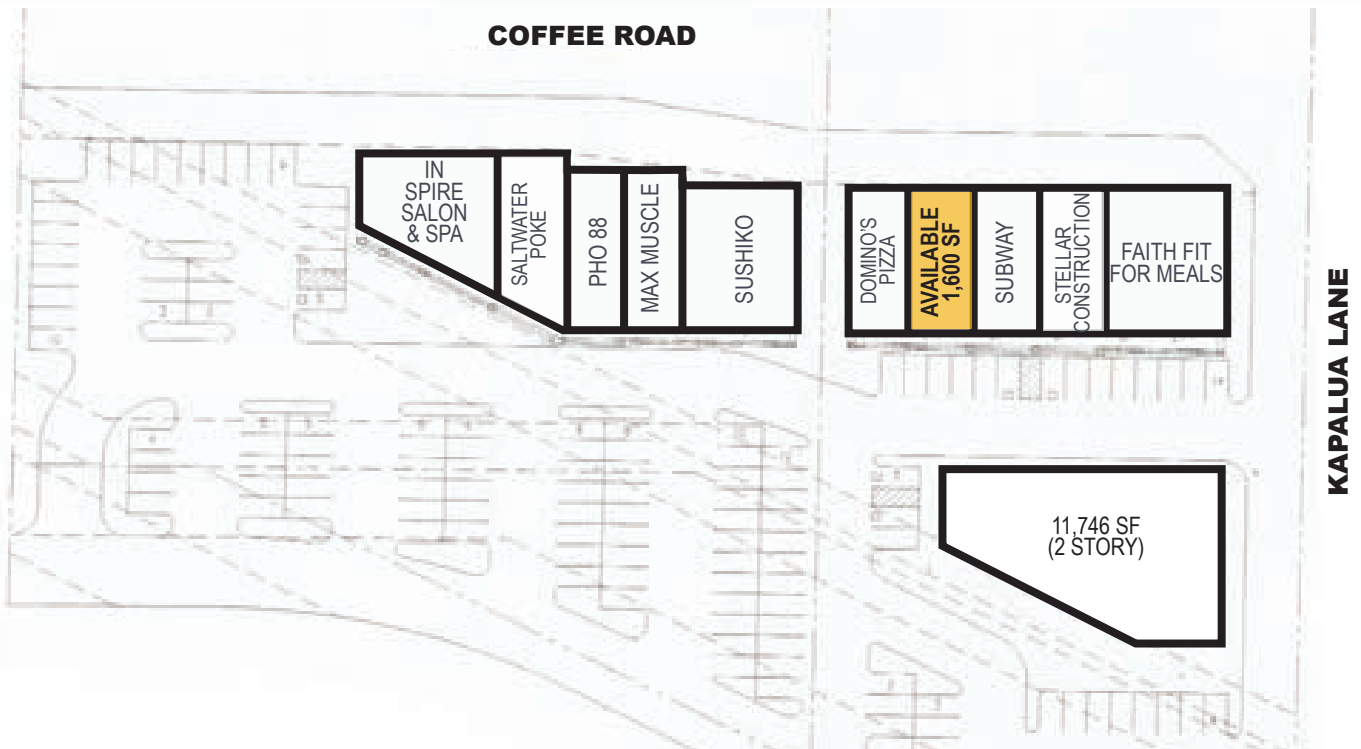 COFFEE ROAD
IN
SPIRE
SALON
& SPA
SALTWATER
POKE
PHO 88
MAX MUSCLE
SUSHIKO
DOMINO'S
PIZZA
AVAILABLE
1,600 SF
SUBWAY
STELLAR
CONSTRUCTION
FAITH FIT
FOR MEALS
KAPALUA LANE
11,746 SF
(2 STORY)